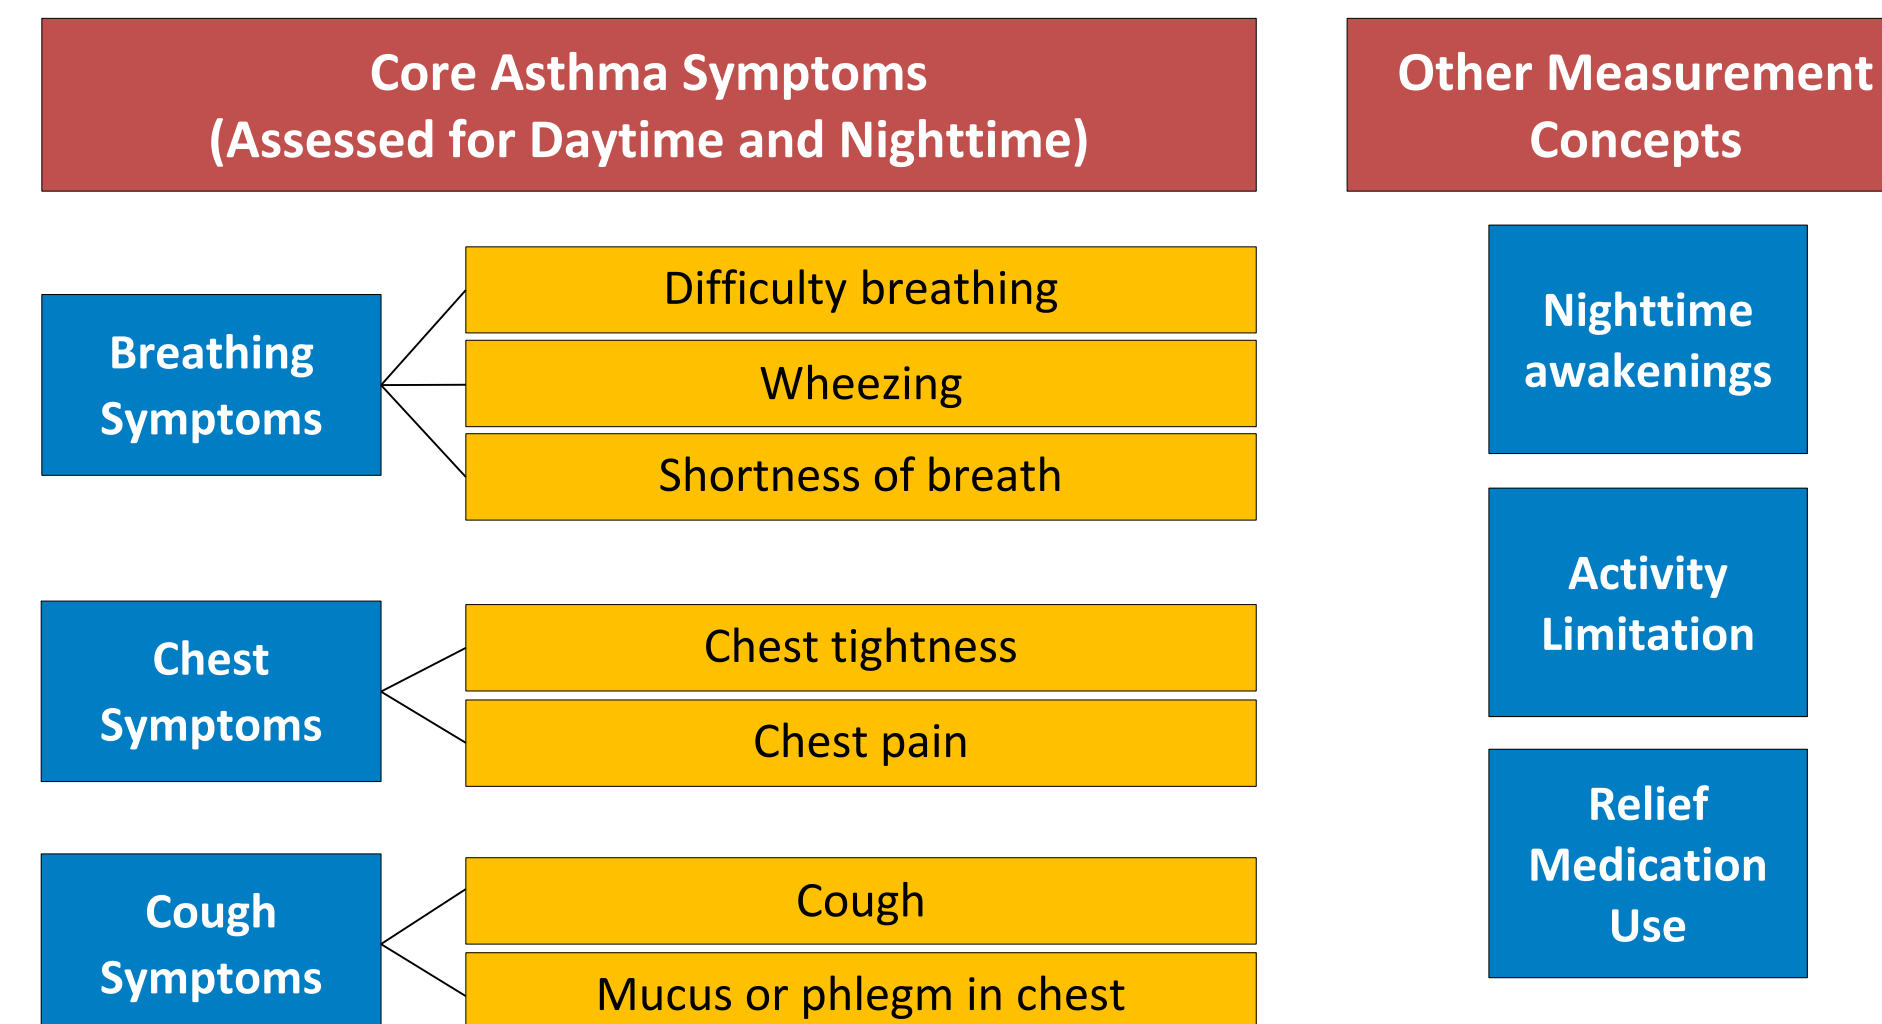 Core Asthma Symptoms
(Assessed for Daytime and Nighttime)
Other Measurement
Concepts
Breathing
Symptoms
Difficulty breathing
Wheezing
Shortness of breath
Chest
Symptoms
Chest tightness
Chest pain
Cough
Symptoms
Cough
Mucus or phlegm in chest
Nighttime
awakenings
Activity
Limitation
Relief
Medication
Use